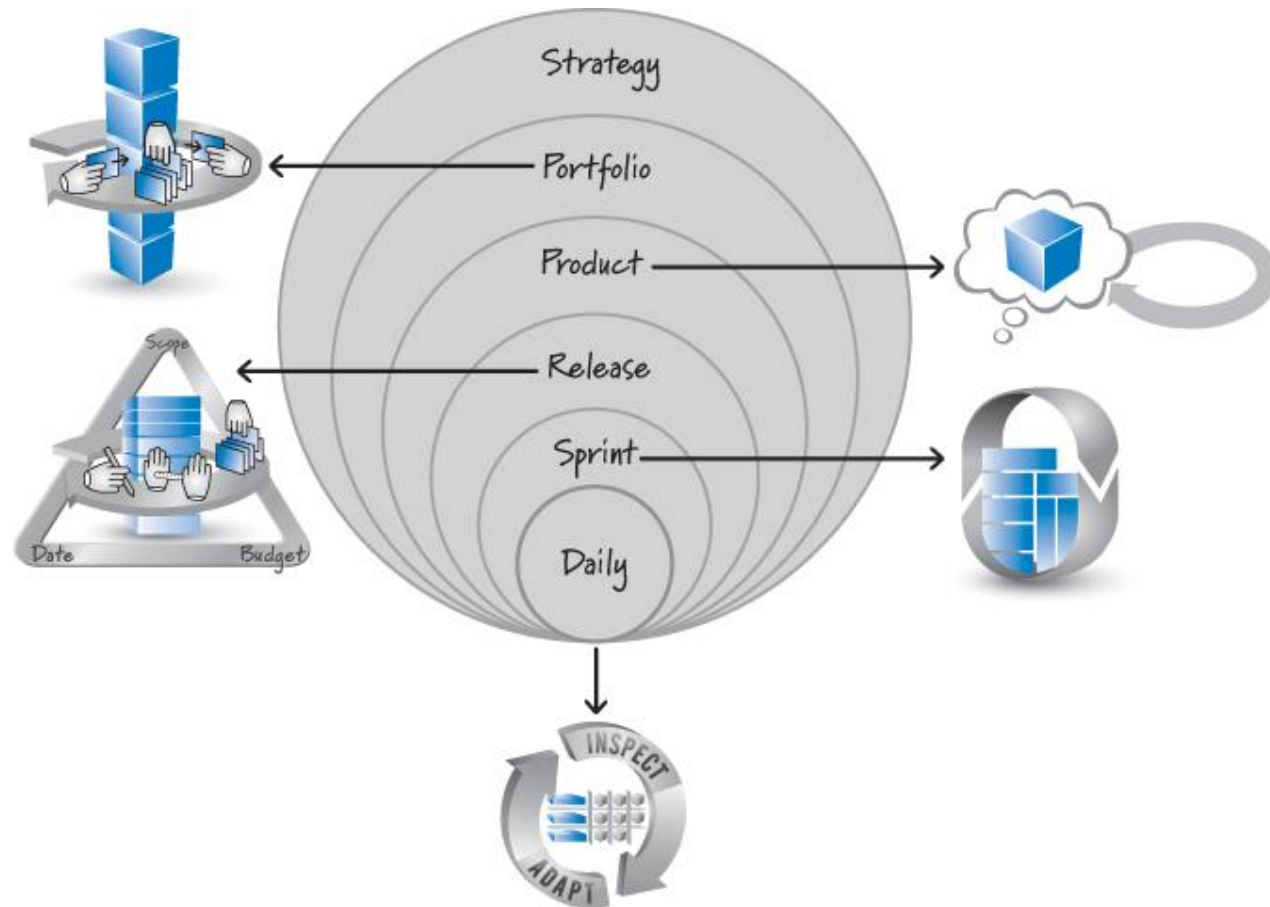 Strategy
Portfolio
Product
Release
Sprint
Daily
Scope
Date
Budget
INSPECT
ADAPT